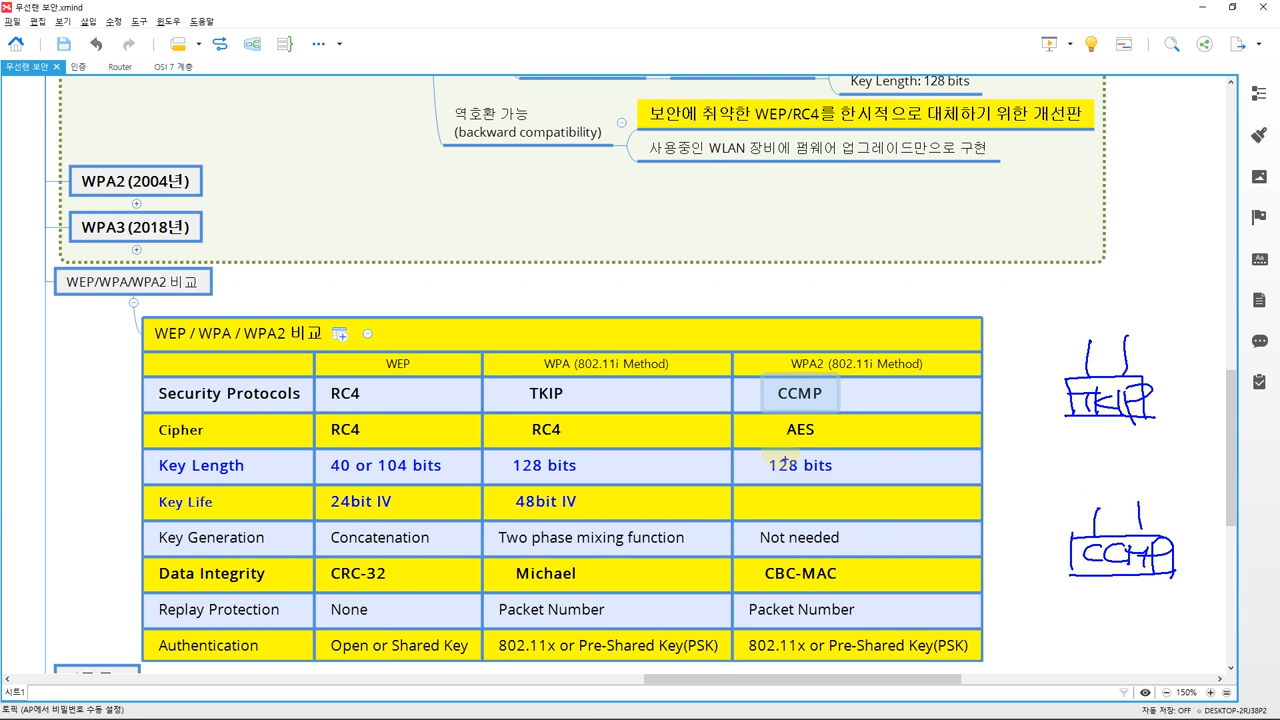 무선랜 보안.xmind
파일 편집 보기 삽입 수정 도구 윈도우 도움말
무선랜 보안 인증 Router OSI 7 계층
Key Length: 128 bits
역호환 가능
(backward compatibility)
보안에 취약한 WEP/RC4를 한시적으로 대체하기 위한 개선판
사용중인 WLAN 장비에 펌웨어 업그레이드만으로 구현
WPA2 (2004년)
WPA3 (2018년)
WEP/WPA/WPA2 비교
WEP / WPA / WPA2 비교
WEP WPA (802.11i Method) WPA2 (802.11i Method)
Security Protocols RC4 TKIP CCMP
Cipher RC4 RC4 AES
Key Length 40 or 104 bits 128 bits 128 bits
Key Life 24bit IV 48bit IV
Key Generation Concatenation Two phase mixing function Not needed
Data Integrity CRC-32 Michael CBC-MAC
Replay Protection None Packet Number Packet Number
Authentication Open or Shared Key 802.11x or Pre-Shared Key(PSK) 802.11x or Pre-Shared Key(PSK)
TKIP
CCMP
시트1
150%
토픽 (AP에서 비밀번호 수동 설정)
자동 저장: OFF DESKTOP-2RJ38P2